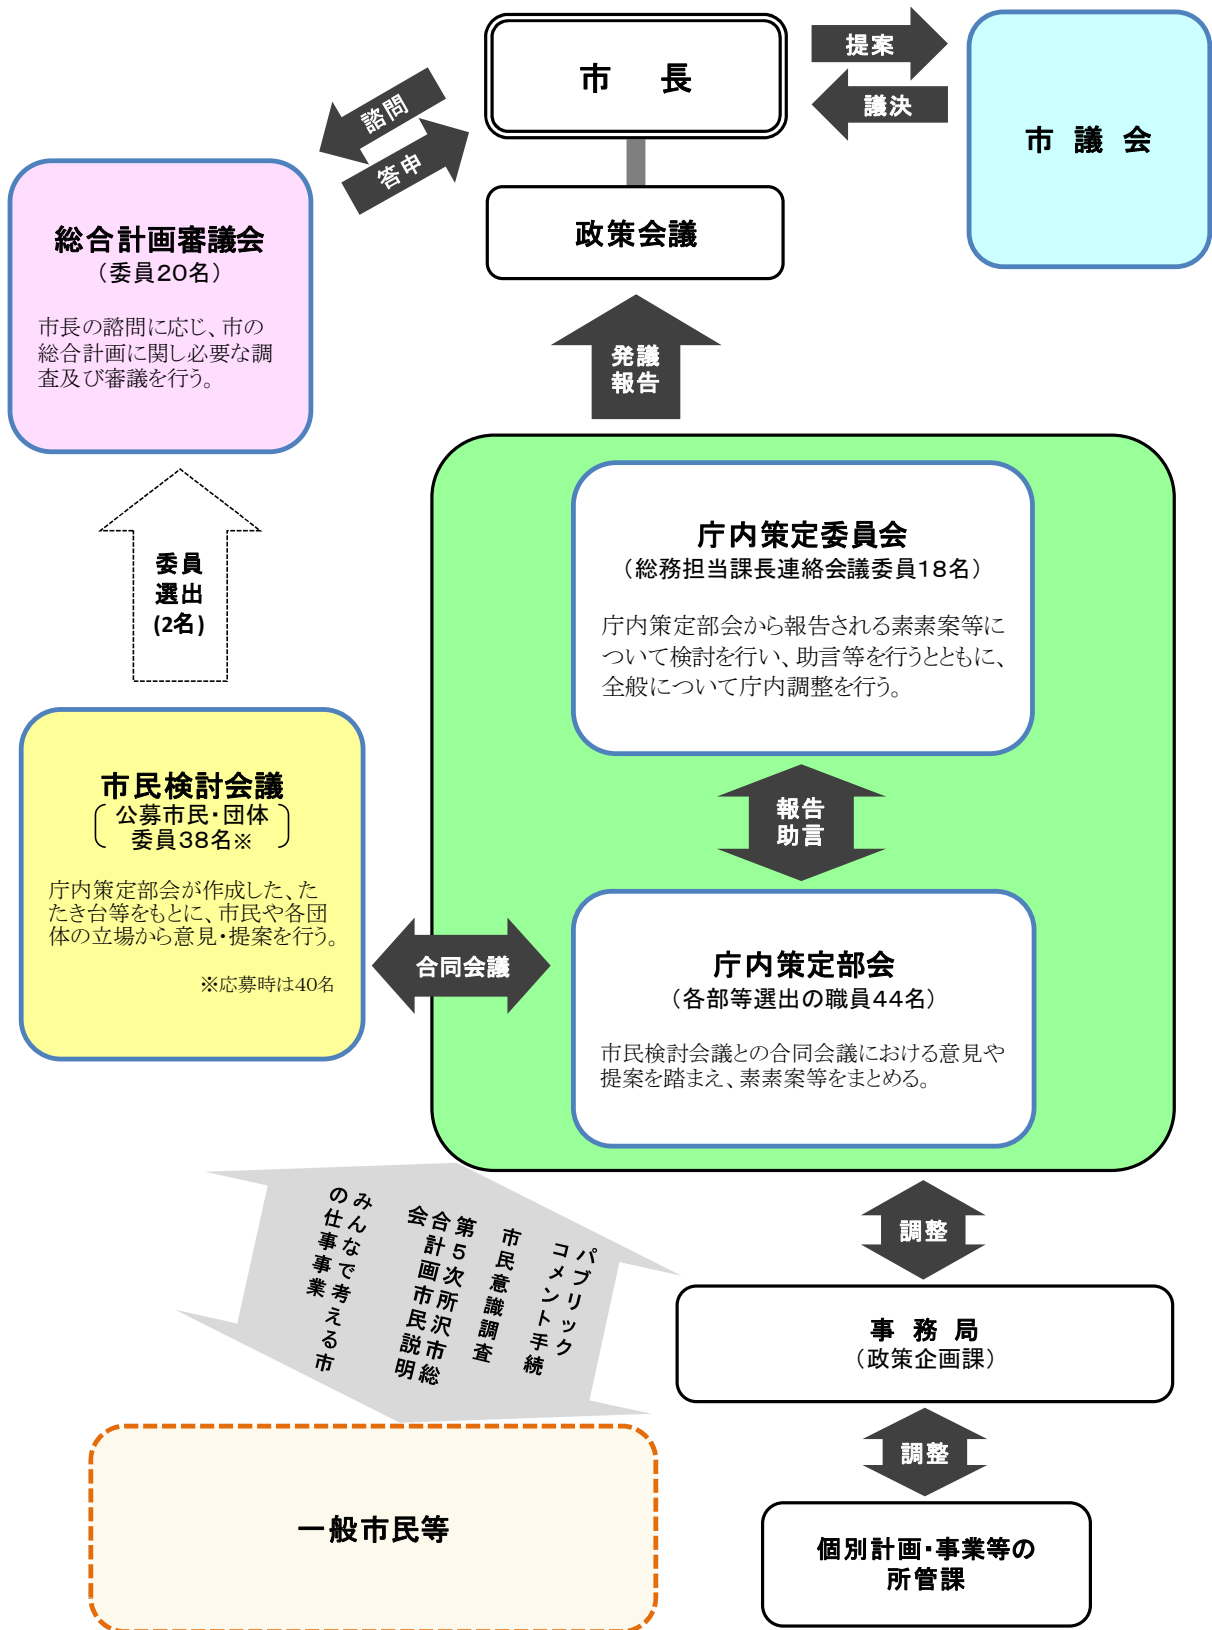 市　長
提案
議決
市 議 会
諮問
答申
政策会議
総合計画審議会
（委員20名）
市長の諮問に応じ、市の
総合計画に関し必要な調
査及び審議を行う。
発議
報告
庁内策定委員会
（総務担当課長連絡会議委員18名）
庁内策定部会から報告される素素案等に
ついて検討を行い、助言等を行うとともに、
全般について庁内調整を行う。
委員
選出
(2名)
市民検討会議
公募市民・団体
委員38名※
庁内策定部会が作成した、た
たき台等をもとに、市民や各団
体の立場から意見・提案を行う。
※応募時は40名
報告
助言
合同会議
庁内策定部会
（各部等選出の職員44名）
市民検討会議との合同会議における意見や
提案を踏まえ、素素案等をまとめる。
パブリック
コメント手続
市民意識調査
第５次所沢市総
合計画市民説明
会
みんなで考える市
の仕事事業
調整
事 務 局
（政策企画課）
調整
一般市民等
個別計画・事業等の
所管課